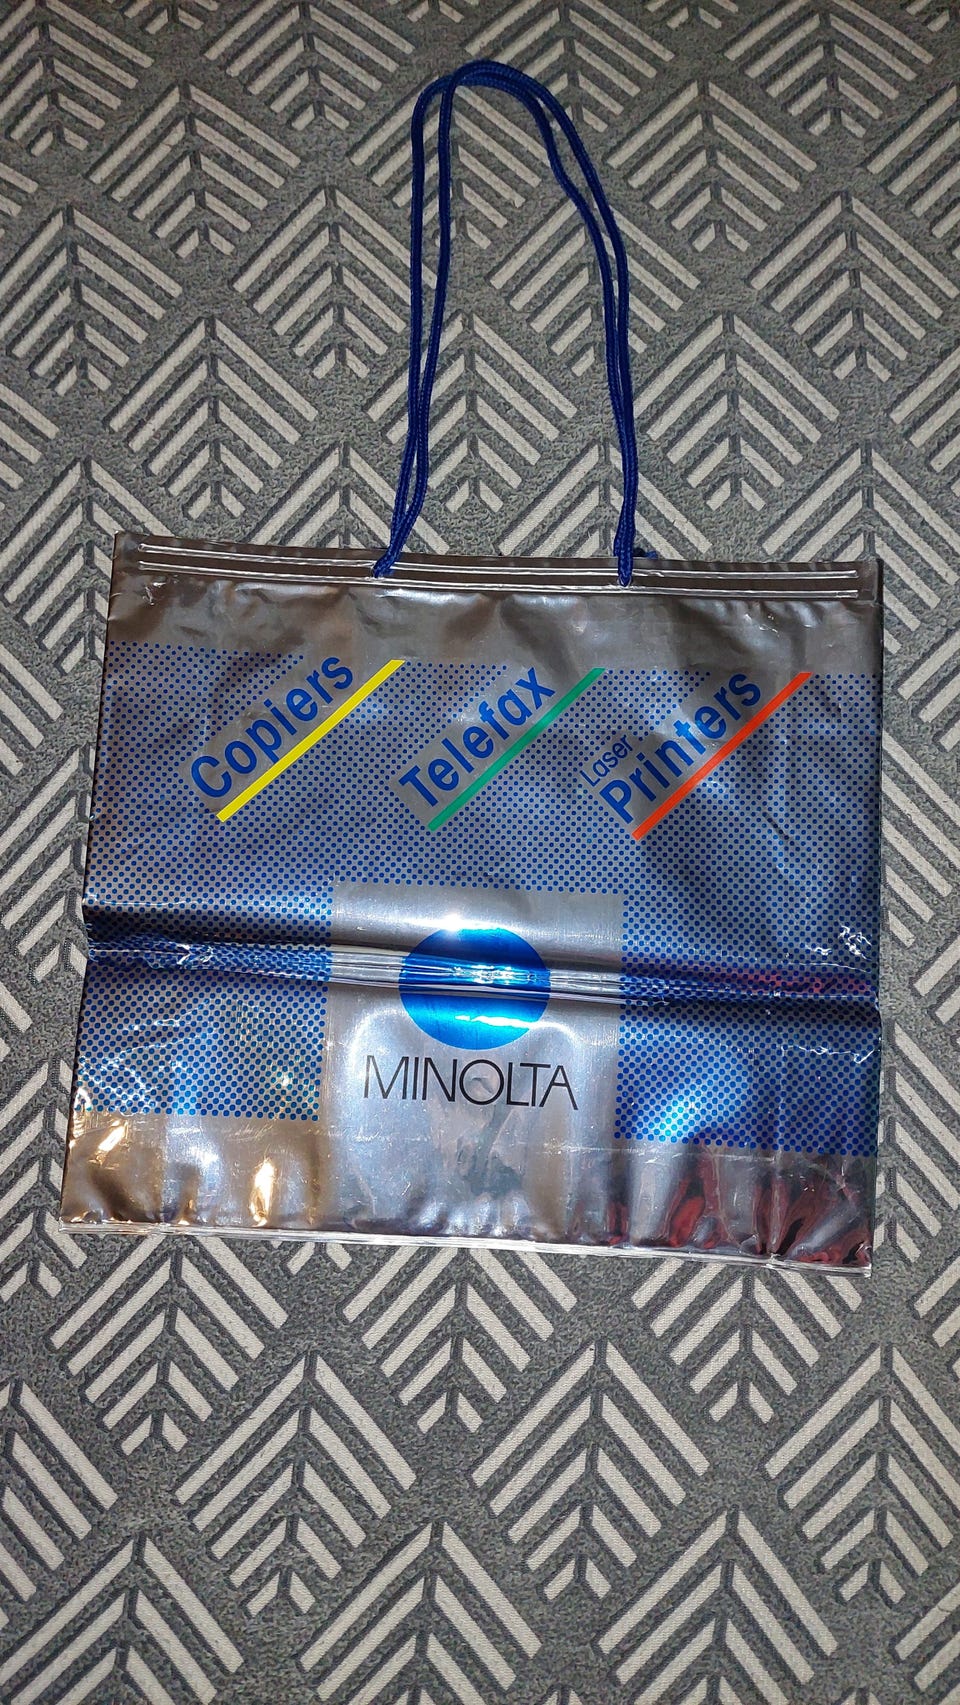 Copiers
Telefax
Laser
Printers
MINOLTA